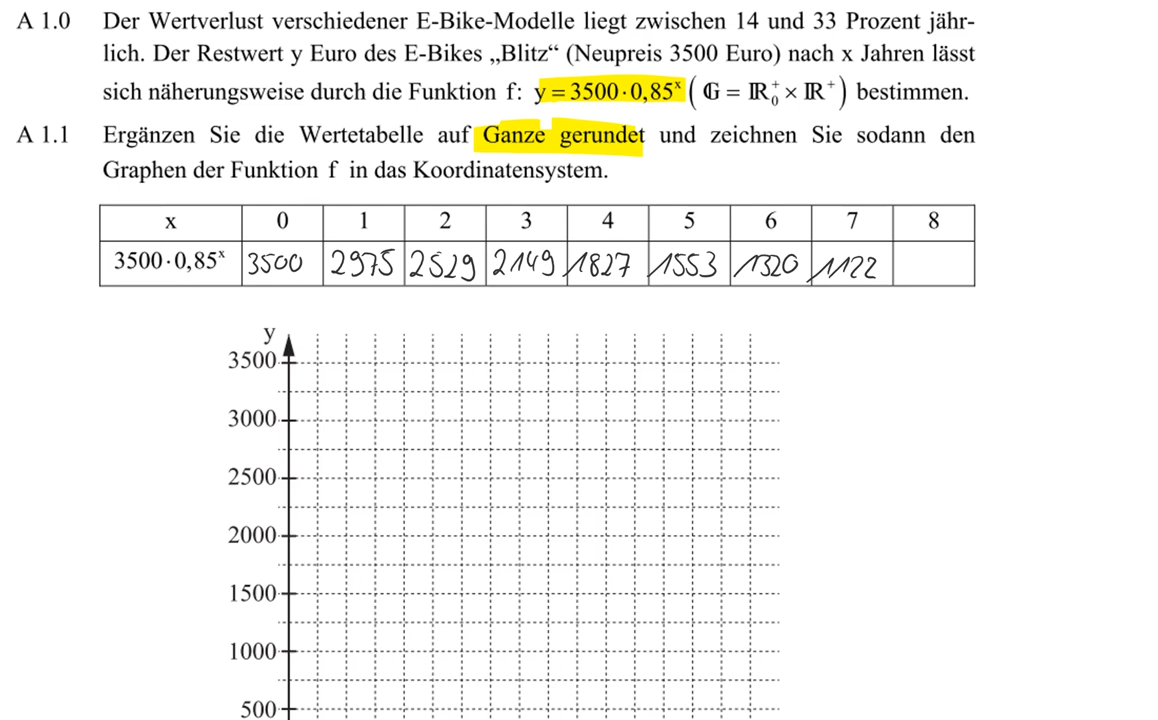 A 1.0 Der Wertverlust verschiedener E-Bike-Modelle liegt zwischen 14 und 33 Prozent jähr-
lich. Der Restwert y Euro des E-Bikes „Blitz“ (Neupreis 3500 Euro) nach x Jahren lässt
sich näherungsweise durch die Funktion f: y = 3500 · 0,85ˣ ( 𝔾 = ℝ₀⁺ × ℝ⁺ ) bestimmen.
A 1.1 Ergänzen Sie die Wertetabelle auf Ganze gerundet und zeichnen Sie sodann den
Graphen der Funktion f in das Koordinatensystem.
x 0 1 2 3 4 5 6 7 8
3500 · 0,85ˣ 3500 2975 2529 2149 1827 1553 1320 1122
y
3500
3000
2500
2000
1500
1000
500